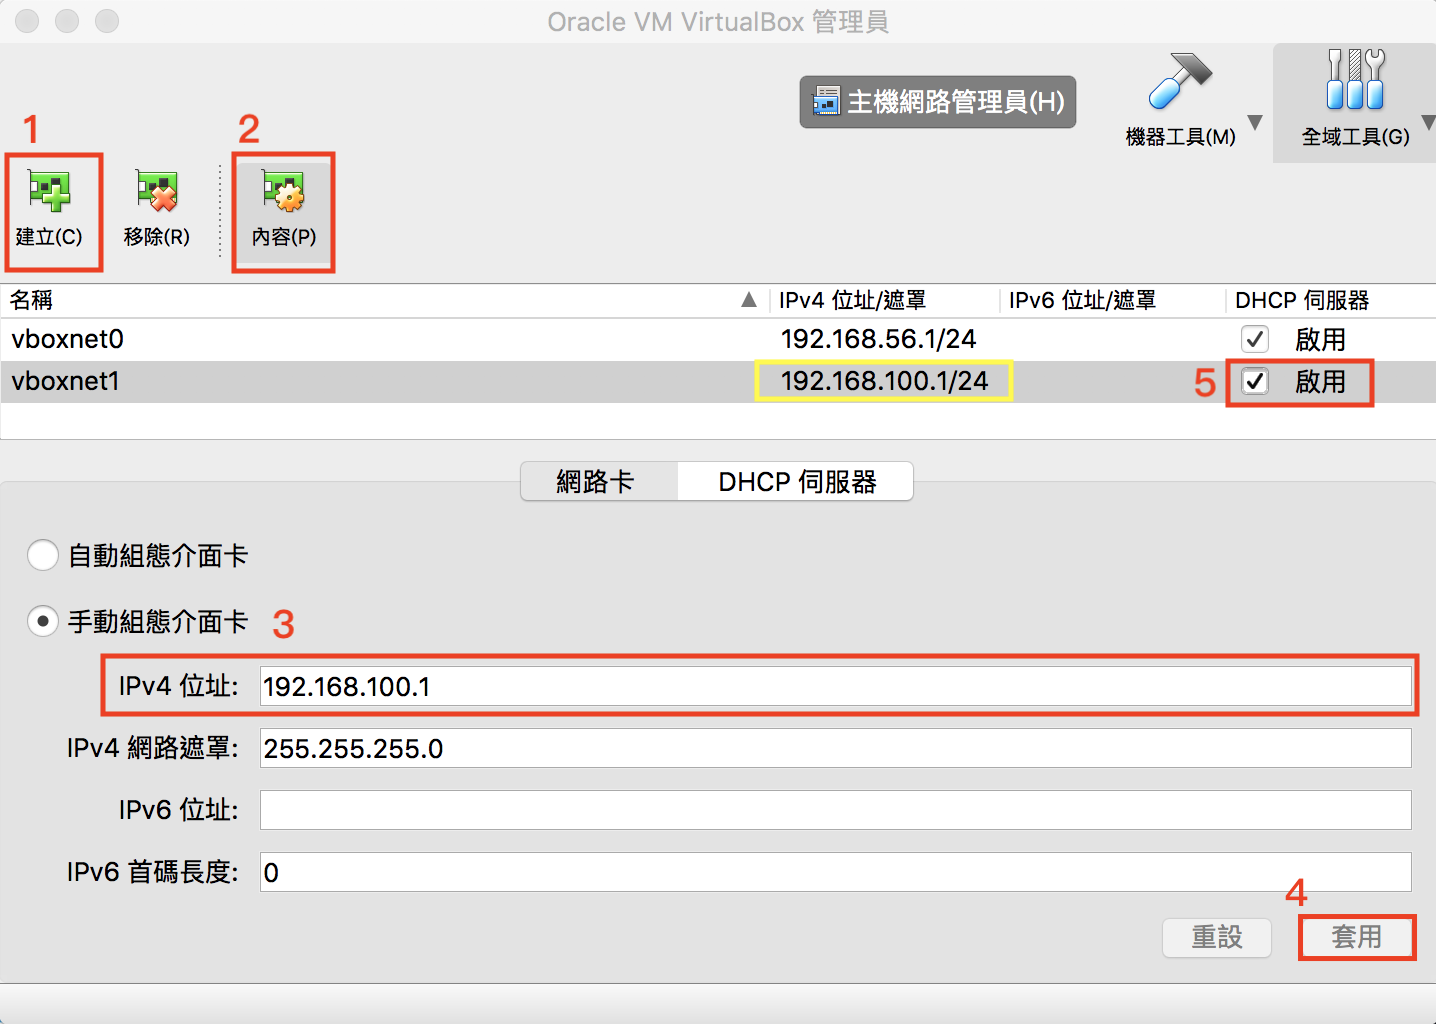 Oracle VM VirtualBox 管理員
主機網路管理員(H)
機器工具(M)
全域工具(G)
1
2
建立(C)
移除(R)
內容(P)
名稱
IPv4 位址/遮罩
IPv6 位址/遮罩
DHCP 伺服器
vboxnet0
192.168.56.1/24
啟用
vboxnet1
192.168.100.1/24
5
啟用
網路卡
DHCP 伺服器
自動組態介面卡
手動組態介面卡
3
IPv4 位址:
192.168.100.1
IPv4 網路遮罩:
255.255.255.0
IPv6 位址:
IPv6 首碼長度:
0
4
重設
套用